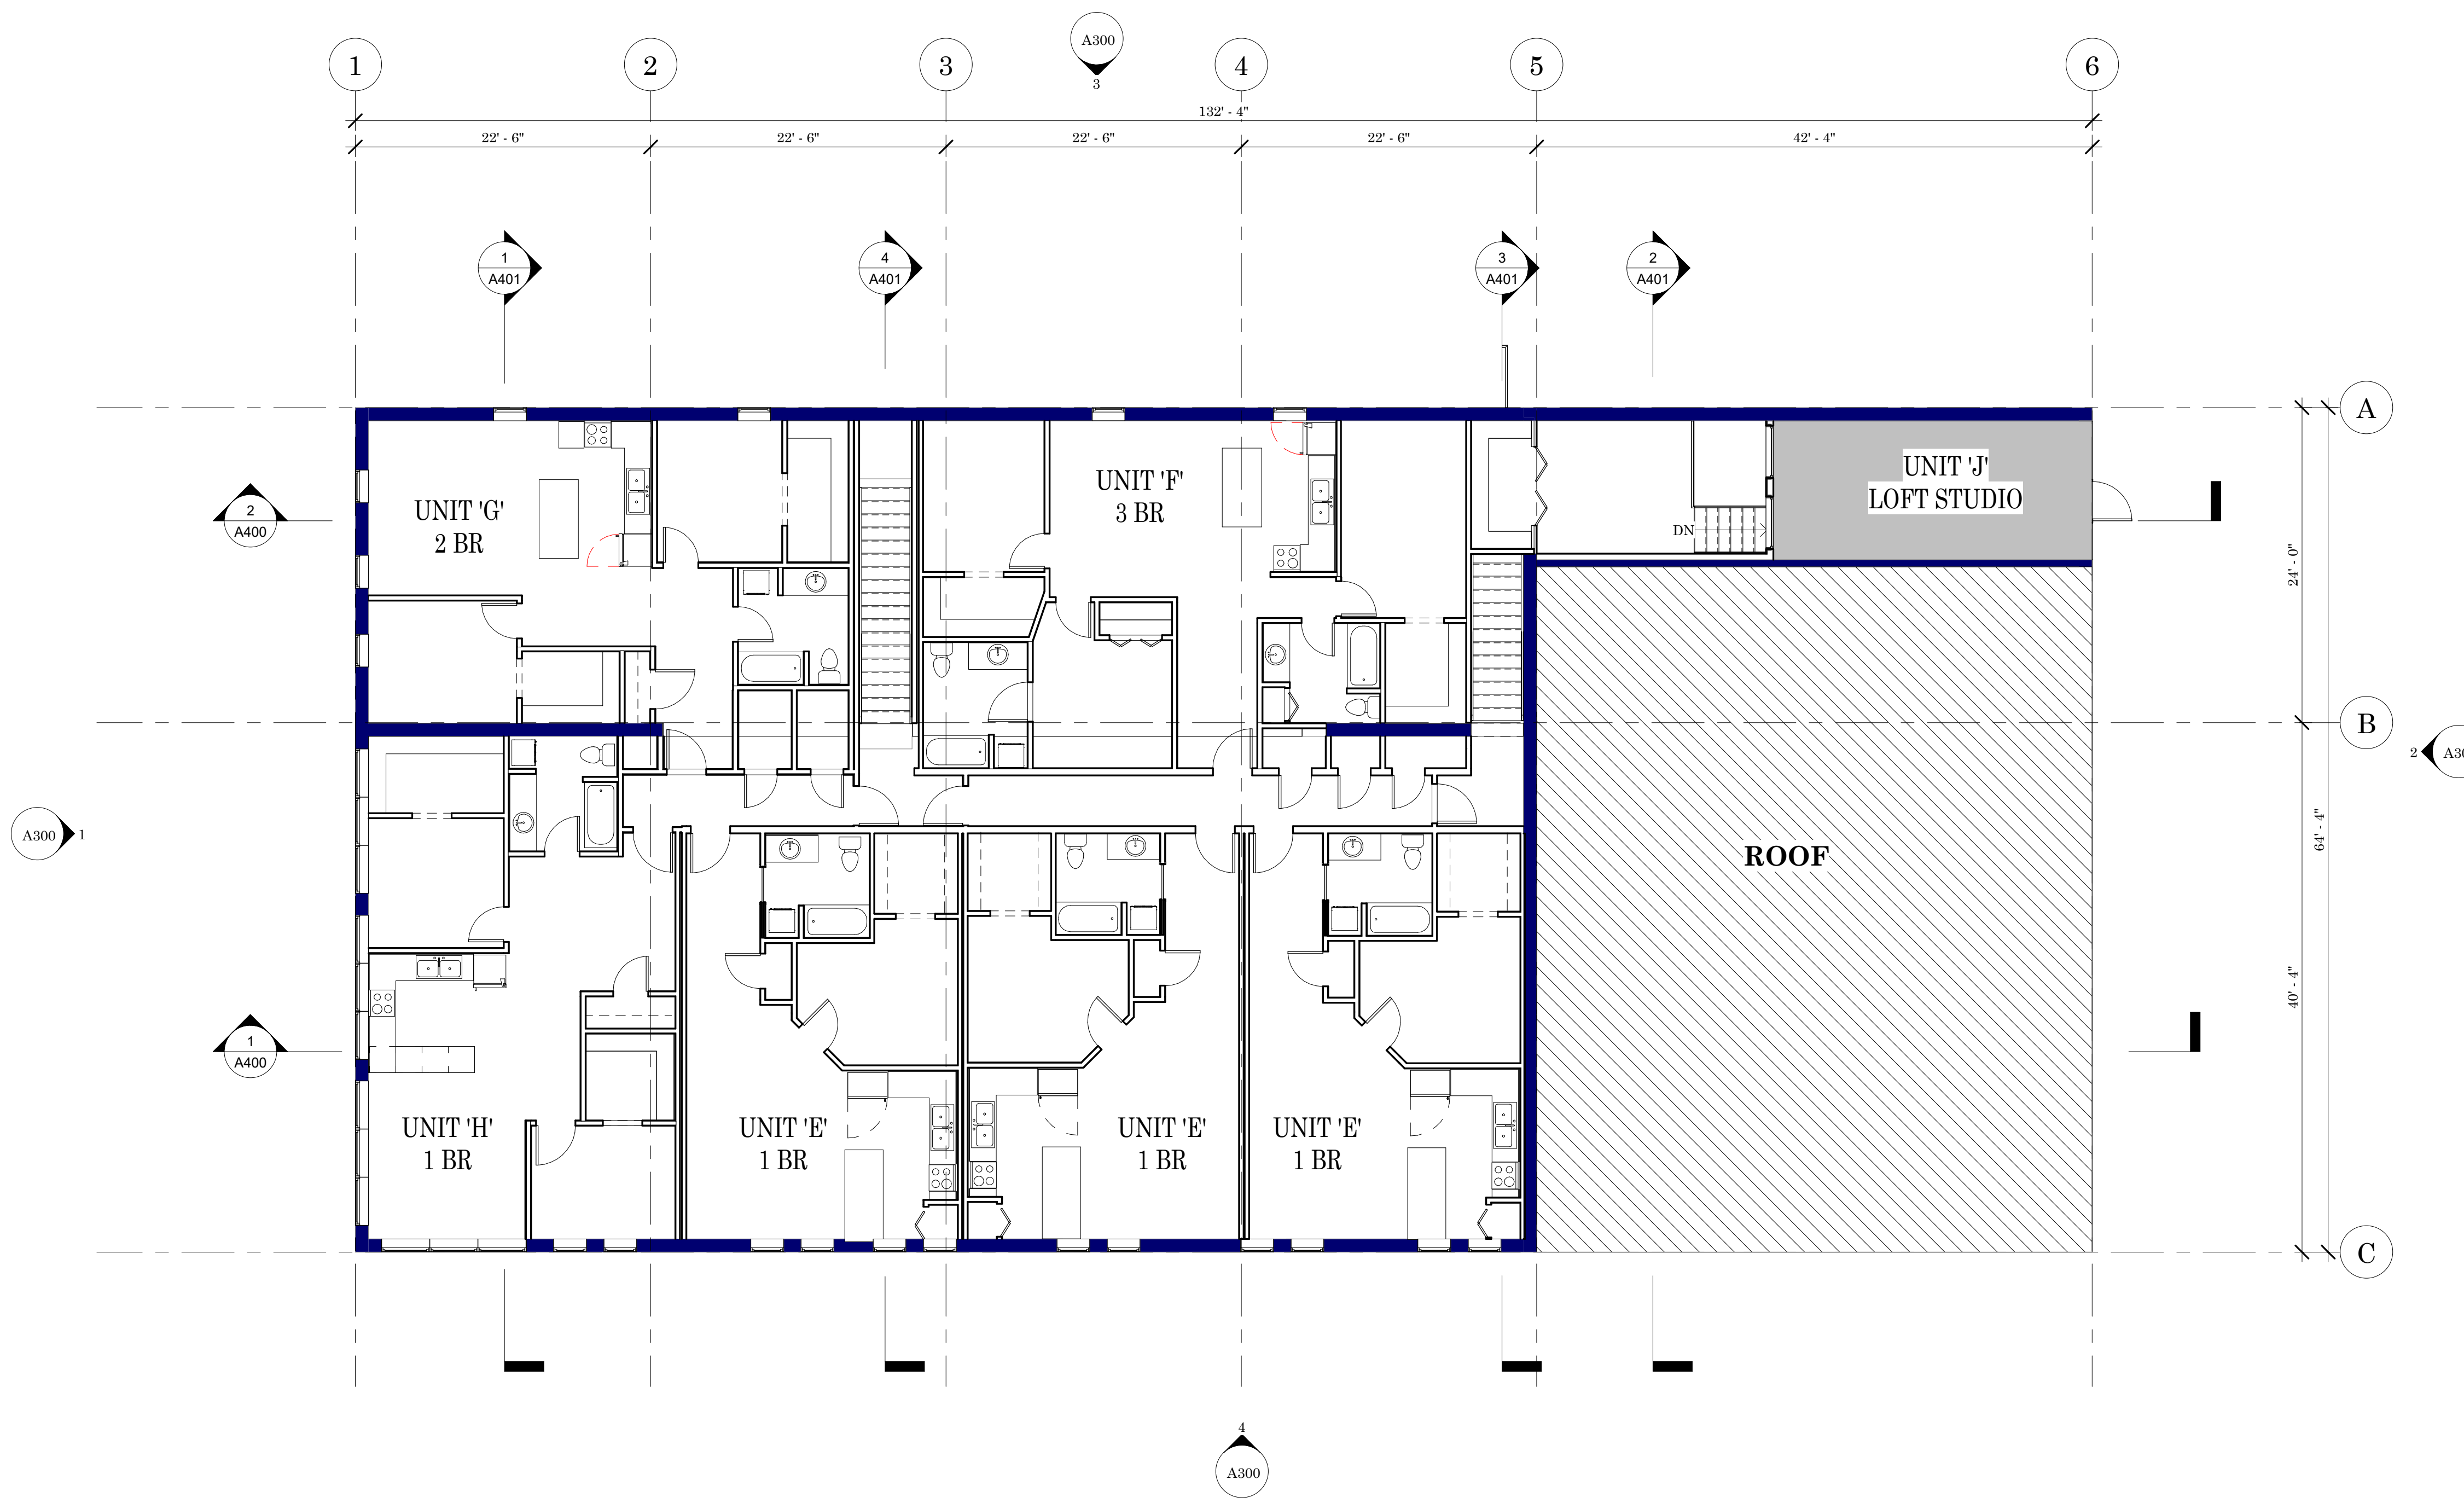 A300
3
1
2
3
4
5
6
132' - 4"
22' - 6"
22' - 6"
22' - 6"
22' - 6"
42' - 4"
1
A401
4
A401
3
A401
2
A401
A
2
A400
UNIT 'G'
2 BR
UNIT 'F'
3 BR
UNIT 'J'
LOFT STUDIO
DN
24' - 0"
B
2
A300
1
64' - 4"
ROOF
40' - 4"
1
A400
UNIT 'H'
1 BR
UNIT 'E'
1 BR
UNIT 'E'
1 BR
UNIT 'E'
1 BR
C
4
A300